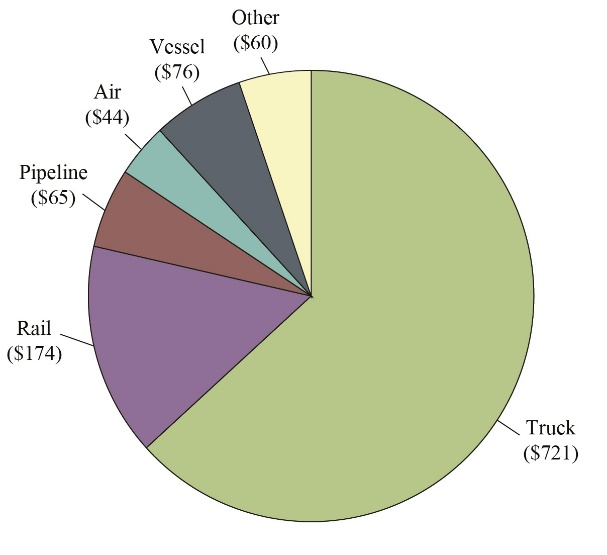 Other
($60)
Vessel
($76)
Air
($44)
Pipeline
($65)
Rail
($174)
Truck
($721)